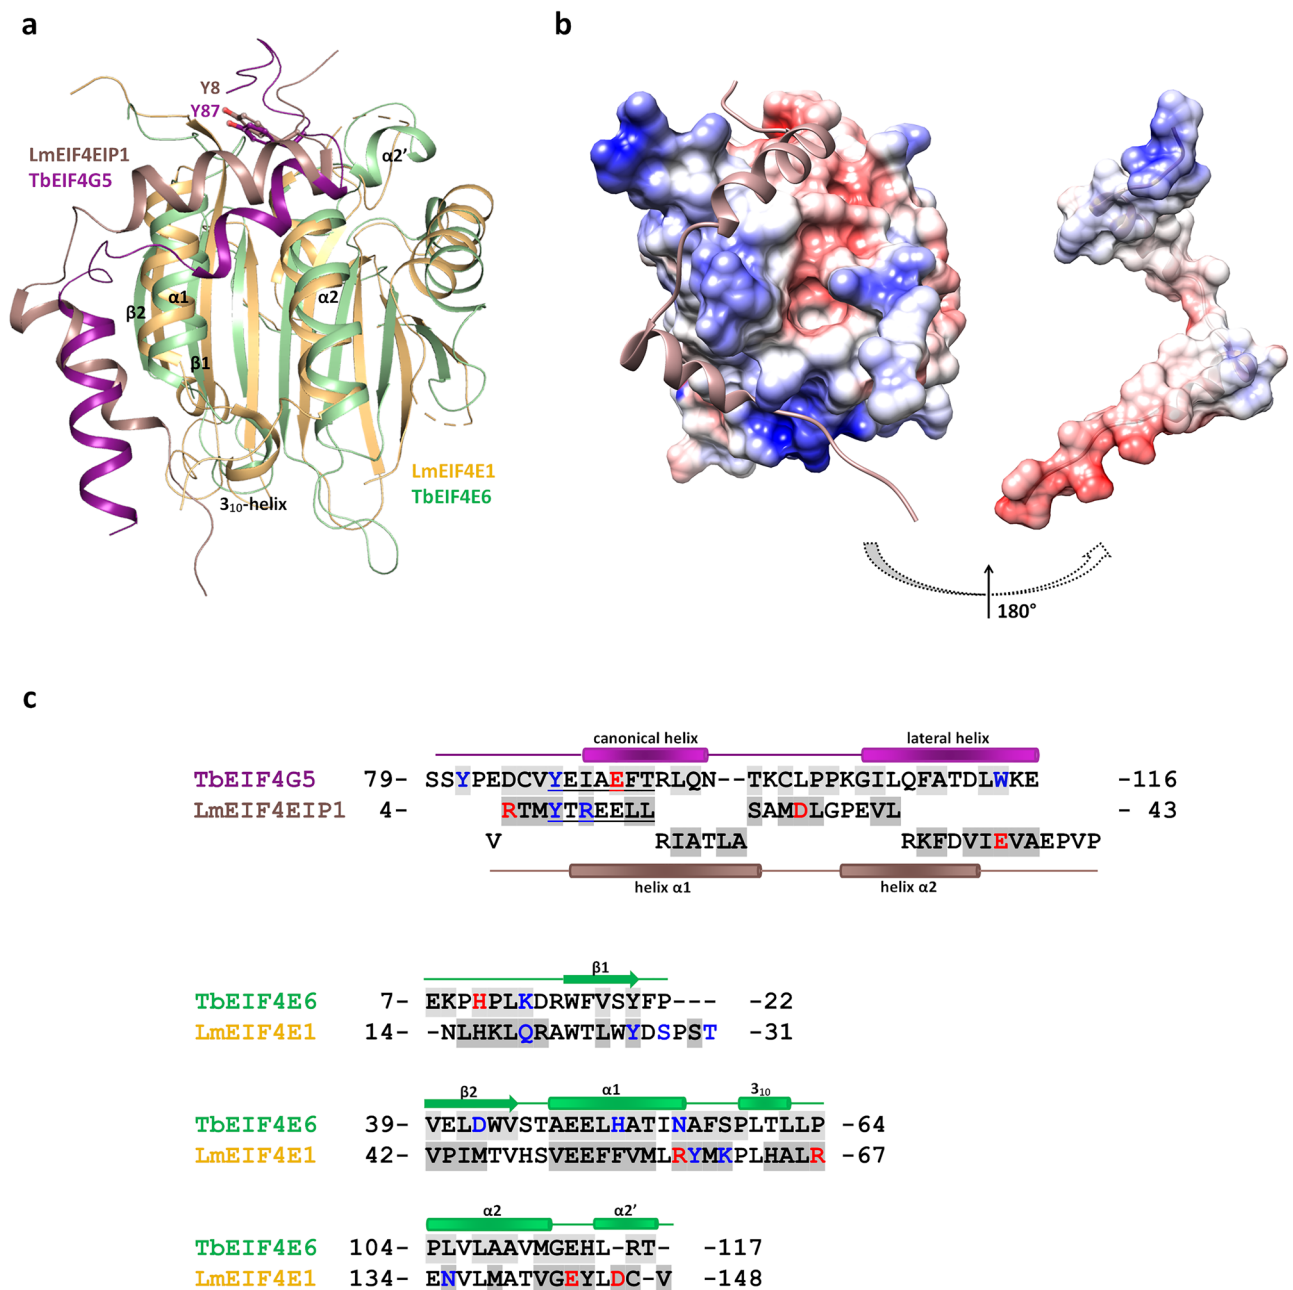 a
b
Y8
Y87
LmEIF4EIP1
TbEIF4G5
α2’
α1
α2
β2
β1
LmEIF4E1
TbEIF4E6
3₁₀-helix
180°
c
canonical helix lateral helix
TbEIF4G5 79- SSYPEDCVYEIAEFTRLQN--TKCLPPKGILQFATDLWKE -116
LmEIF4EIP1 4- RTMYTREELL SAMDLGPEVL - 43
V RIATLA RKFDVIEVAEPVP
helix α1 helix α2
β1
TbEIF4E6 7- EKPHPLKDRWFVSYFP--- -22
LmEIF4E1 14- -NLHKLQRAWTLWYDSPST -31
β2 α1 3₁₀
TbEIF4E6 39- VELDWVSTAEELHATINAFSPLTLLP -64
LmEIF4E1 42- VPIMTVHSVEEFFVMLRYMKPLHALR -67
α2 α2’
TbEIF4E6 104- PLVLAAVMGEHL-RT- -117
LmEIF4E1 134- ENVLMATVGEYLDC-V -148